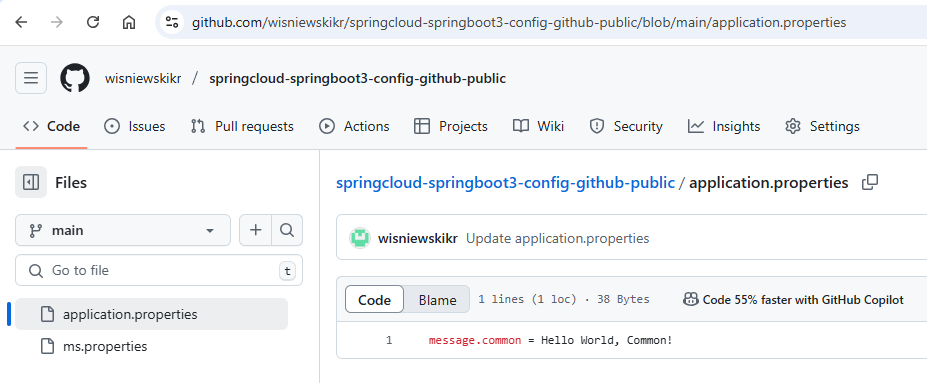 github.com/wisniewskikr/springcloud-springboot3-config-github-public/blob/main/application.properties
wisniewskikr / springcloud-springboot3-config-github-public
Code Issues Pull requests Actions Projects Wiki Security Insights Settings
Files
main
Go to file t
application.properties
ms.properties
springcloud-springboot3-config-github-public / application.properties
wisniewskikr Update application.properties
Code Blame 1 lines (1 loc) · 38 Bytes Code 55% faster with GitHub Copilot
1 message.common = Hello World, Common!